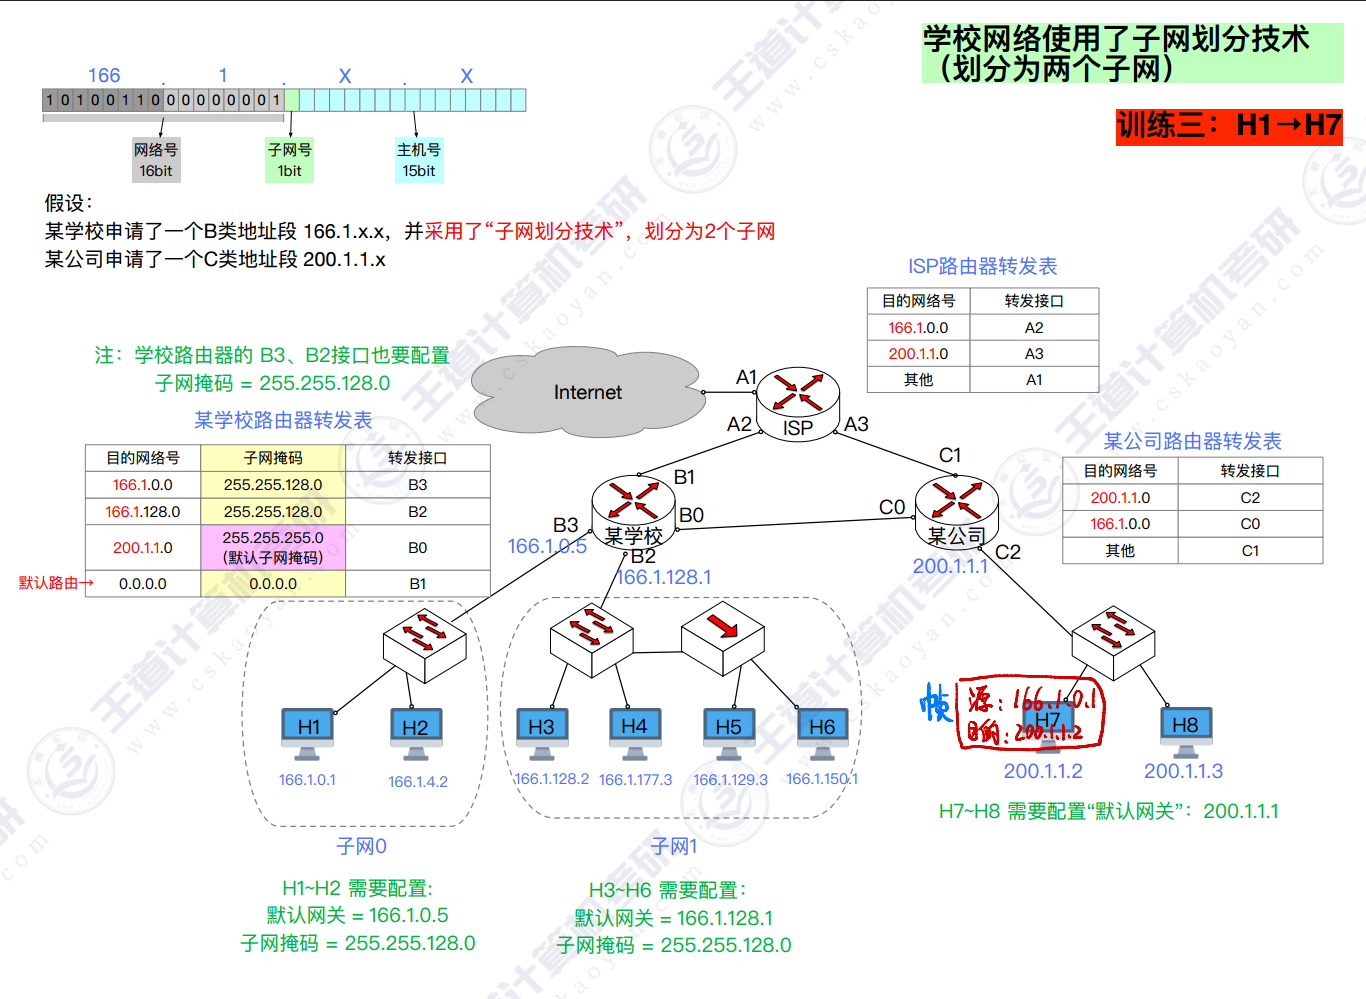 学校网络使用了子网划分技术
（划分为两个子网）
训练三：H1→H7
166 . 1 . X . X
1 0 1 0 0 1 1 0 0 0 0 0 0 0 0 1
网络号
16bit
子网号
1bit
主机号
15bit
假设：
某学校申请了一个B类地址段 166.1.x.x，并采用了“子网划分技术”，划分为2个子网
某公司申请了一个C类地址段 200.1.1.x
ISP路由器转发表
目的网络号 转发接口
166.1.0.0 A2
200.1.1.0 A3
其他 A1
注：学校路由器的 B3、B2接口也要配置
子网掩码 = 255.255.128.0
某学校路由器转发表
目的网络号 子网掩码 转发接口
166.1.0.0 255.255.128.0 B3
166.1.128.0 255.255.128.0 B2
200.1.1.0 255.255.255.0 （默认子网掩码） B0
默认路由→ 0.0.0.0 0.0.0.0 B1
Internet
A1
ISP
A2
A3
某公司路由器转发表
目的网络号 转发接口
200.1.1.0 C2
166.1.0.0 C0
其他 C1
C1
B1
某学校
B0
C0
某公司
200.1.1.1
C2
B3
166.1.0.5
B2
166.1.128.1
H1
H2
H3
H4
H5
H6
H7
H8
166.1.0.1
166.1.4.2
166.1.128.2
166.1.177.3
166.1.129.3
166.1.150.1
200.1.1.2
200.1.1.3
帧
源：166.1.0.1
目的：200.1.1.2
H7~H8 需要配置“默认网关”：200.1.1.1
子网0
子网1
H1~H2 需要配置：
默认网关 = 166.1.0.5
子网掩码 = 255.255.128.0
H3~H6 需要配置：
默认网关 = 166.1.128.1
子网掩码 = 255.255.128.0
王道计算机考研
www.cskaoyan.com